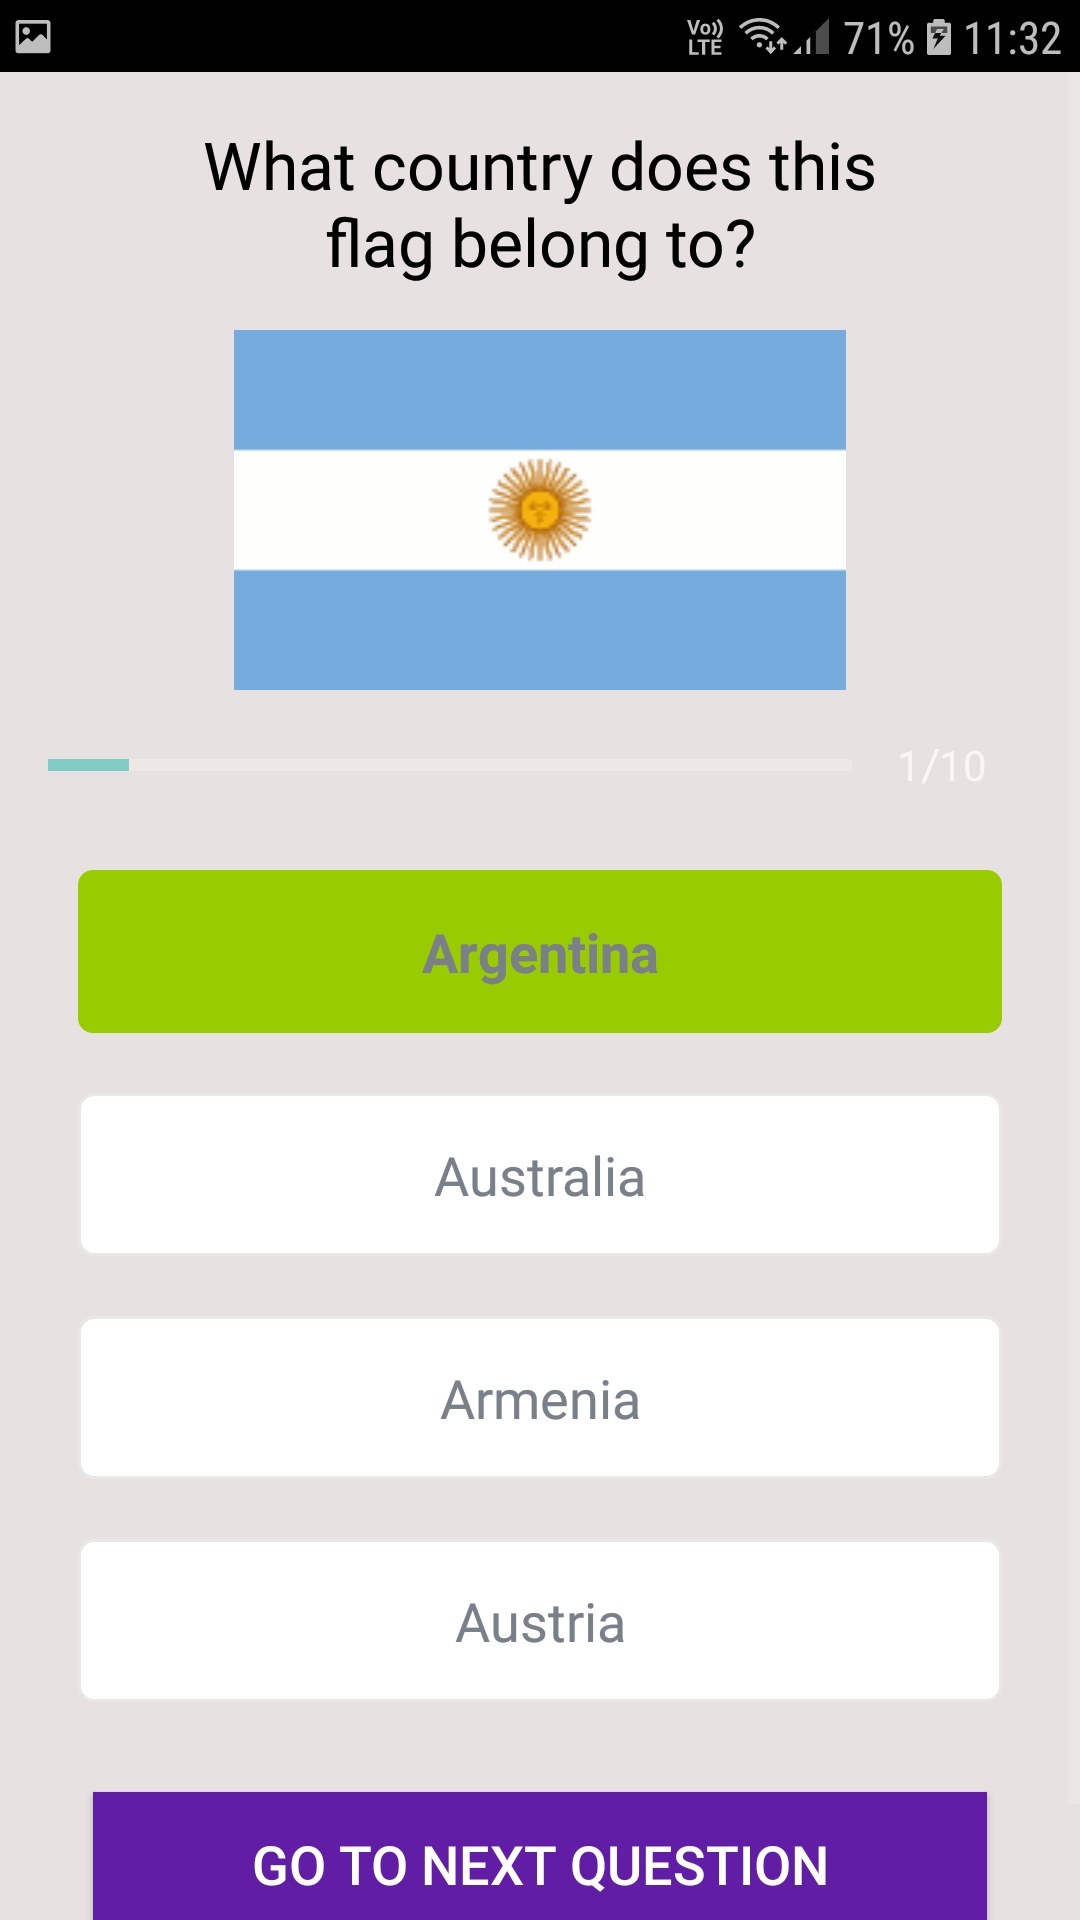 Vo)) LTE 71% 11:32
What country does this
flag belong to?
1/10
Argentina
Australia
Armenia
Austria
GO TO NEXT QUESTION